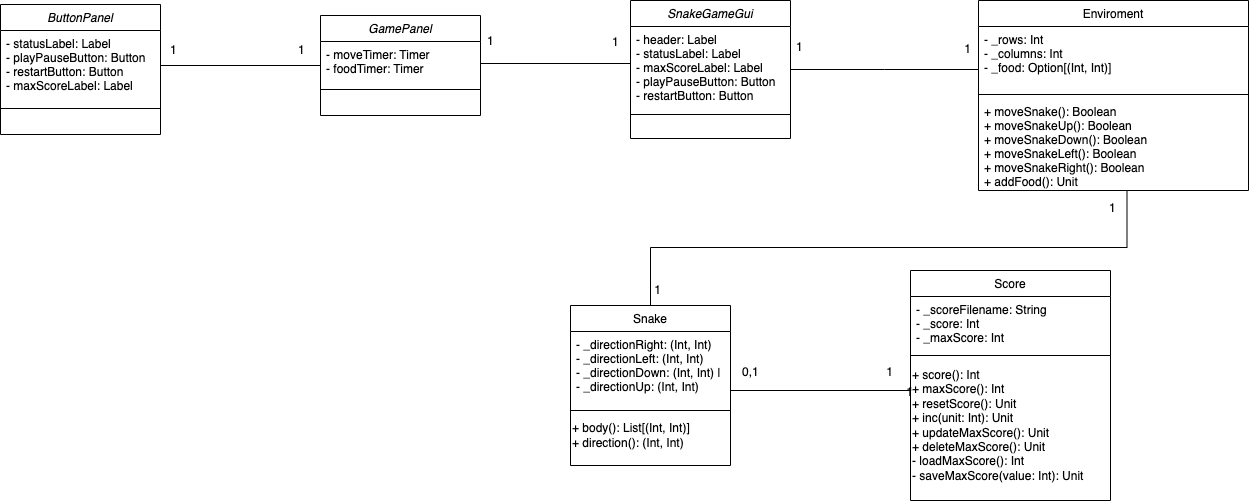 ButtonPanel
- statusLabel: Label
- playPauseButton: Button
- restartButton: Button
- maxScoreLabel: Label
1
1
GamePanel
- moveTimer: Timer
- foodTimer: Timer
1
1
SnakeGameGui
- header: Label
- statusLabel: Label
- maxScoreLabel: Label
- playPauseButton: Button
- restartButton: Button
1
1
Enviroment
- _rows: Int
- _columns: Int
- _food: Option[(Int, Int)]
+ moveSnake(): Boolean
+ moveSnakeUp(): Boolean
+ moveSnakeDown(): Boolean
+ moveSnakeLeft(): Boolean
+ moveSnakeRight(): Boolean
+ addFood(): Unit
1
1
Snake
- _directionRight: (Int, Int)
- _directionLeft: (Int, Int)
- _directionDown: (Int, Int) |
- _directionUp: (Int, Int)
+ body(): List[(Int, Int)]
+ direction(): (Int, Int)
0,1
1
Score
- _scoreFilename: String
- _score: Int
- _maxScore: Int
+ score(): Int
+ maxScore(): Int
+ resetScore(): Unit
+ inc(unit: Int): Unit
+ updateMaxScore(): Unit
+ deleteMaxScore(): Unit
- loadMaxScore(): Int
- saveMaxScore(value: Int): Unit